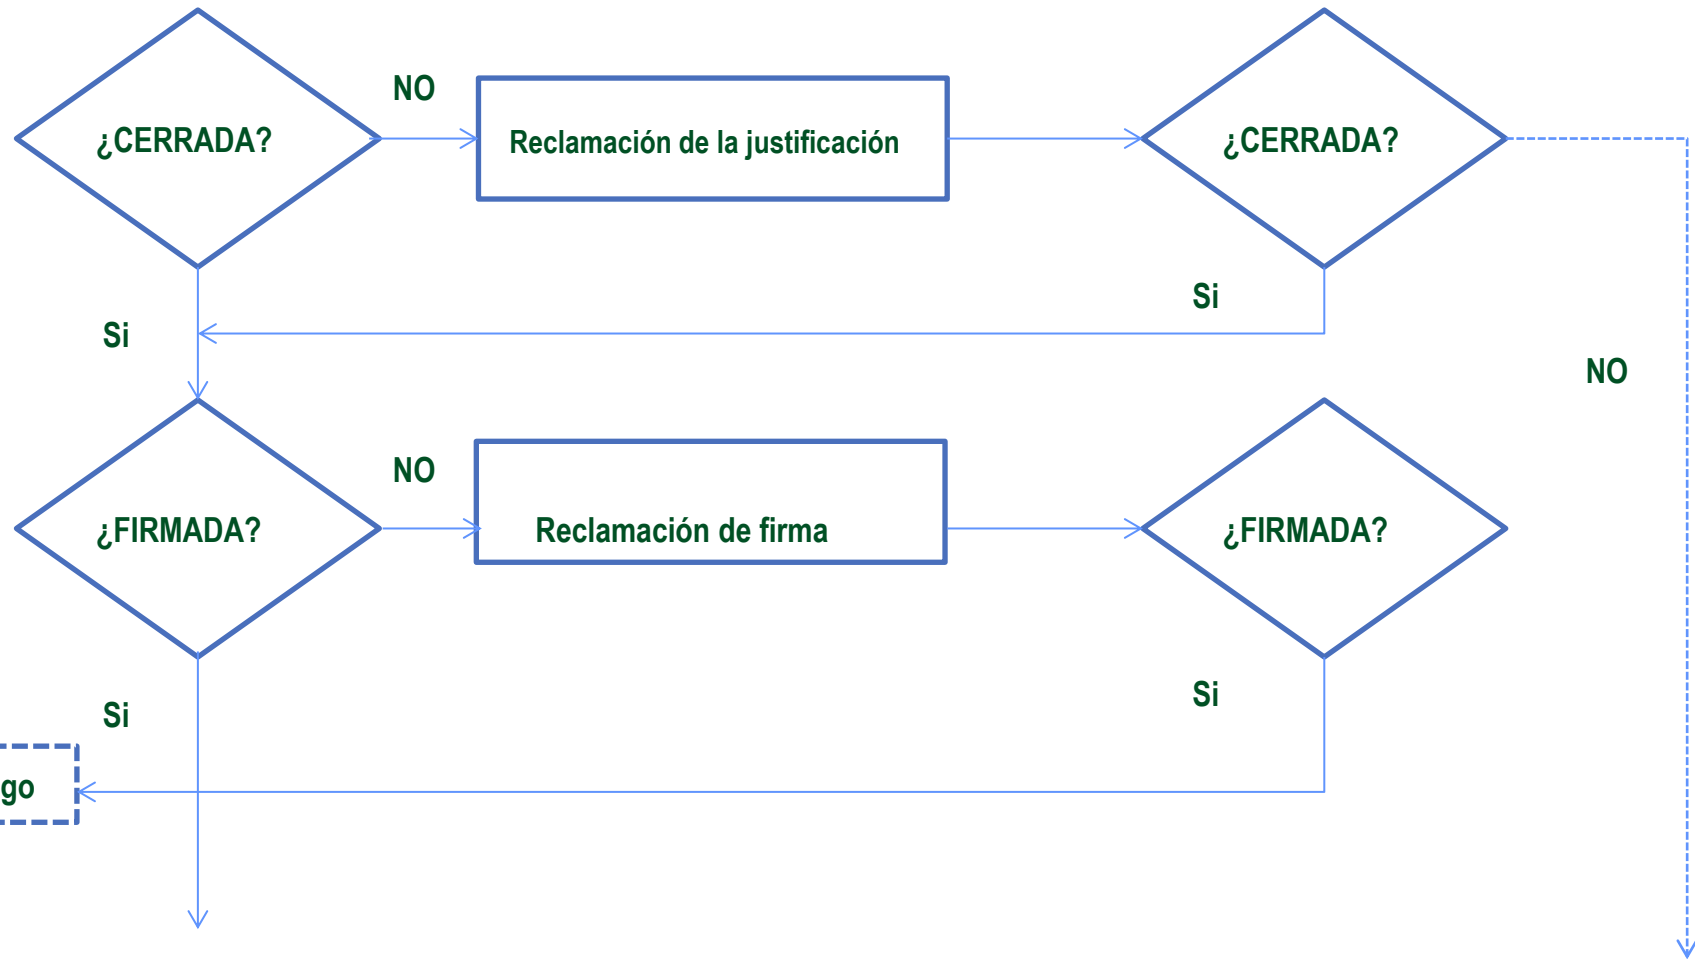 NO
¿CERRADA?
Reclamación de la justificación
¿CERRADA?
Si
Si
NO
NO
¿FIRMADA?
Reclamación de firma
¿FIRMADA?
Si
Si
go